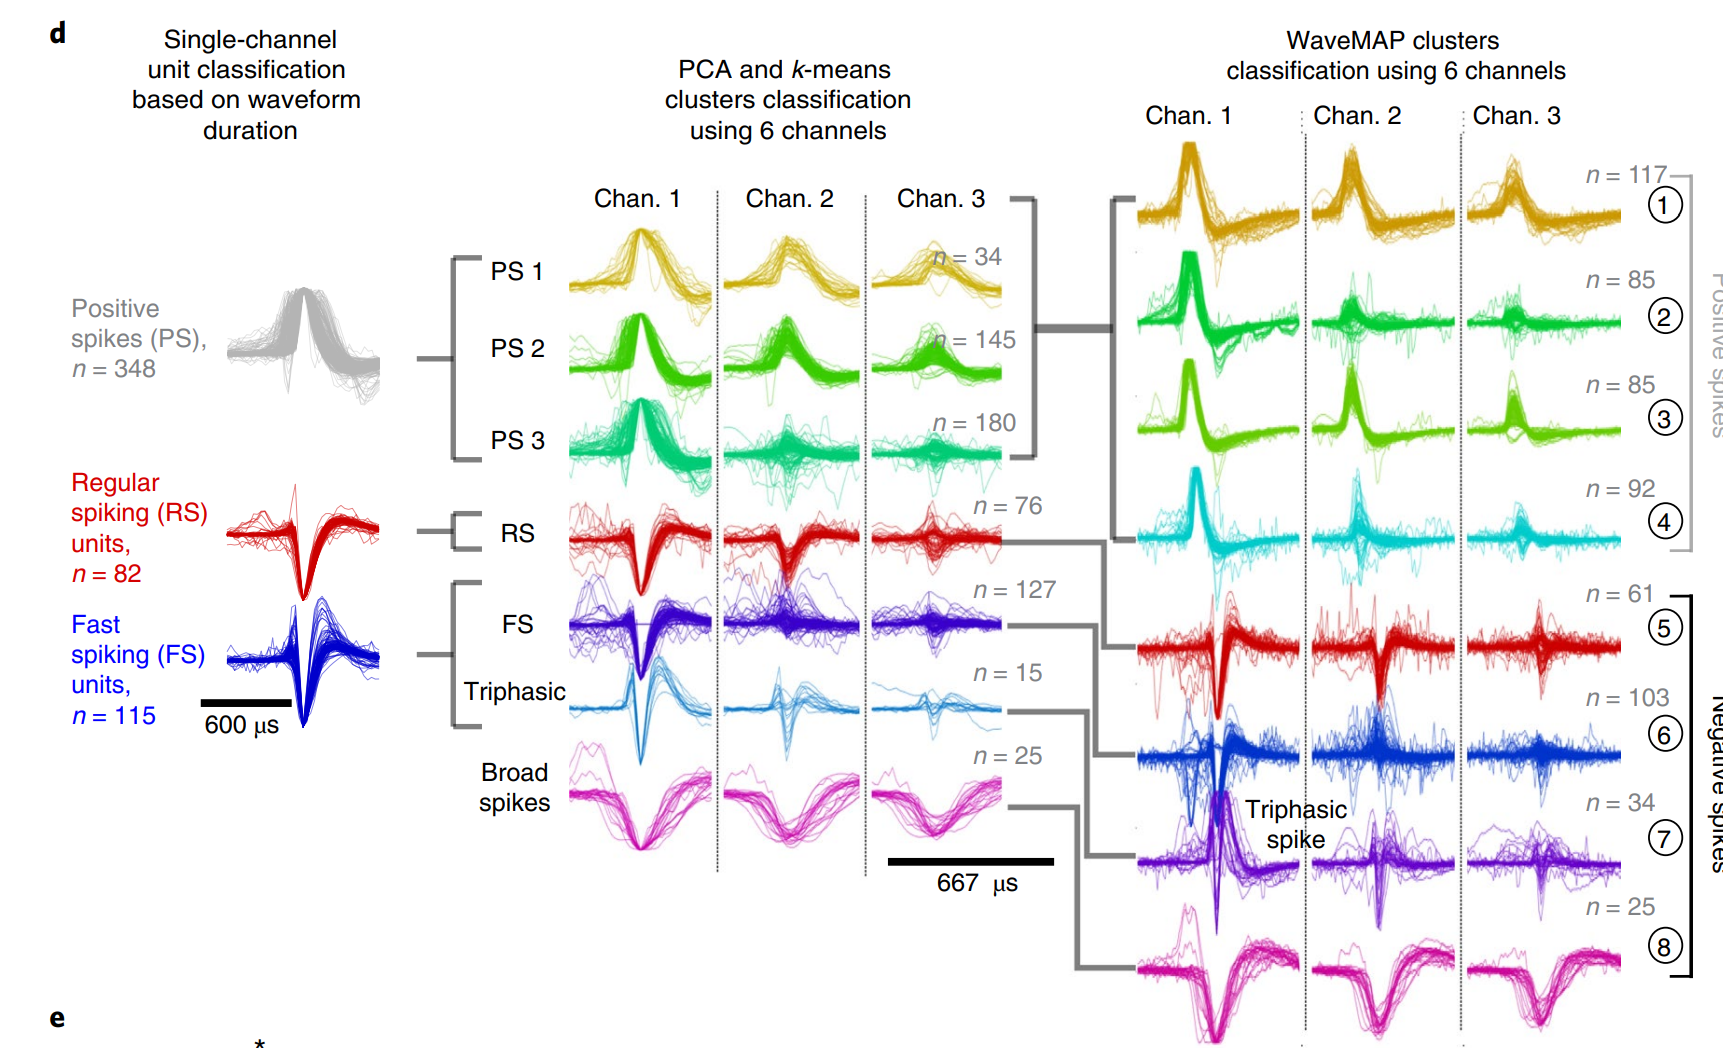 d
Single-channel
unit classification
based on waveform
duration
PCA and k-means
clusters classification
using 6 channels
WaveMAP clusters
classification using 6 channels
Chan. 1
Chan. 2
Chan. 3
Chan. 1
Chan. 2
Chan. 3
Positive
spikes (PS),
n = 348
Regular
spiking (RS)
units,
n = 82
Fast
spiking (FS)
units,
n = 115
600 μs
PS 1
n = 34
PS 2
n = 145
PS 3
n = 180
RS
n = 76
FS
n = 127
Triphasic
n = 15
Broad
spikes
n = 25
667 μs
n = 117
1
n = 85
2
n = 85
3
n = 92
4
Positive spikes
n = 61
5
n = 103
6
Triphasic
spike
n = 34
7
n = 25
8
Negative spikes
e
*